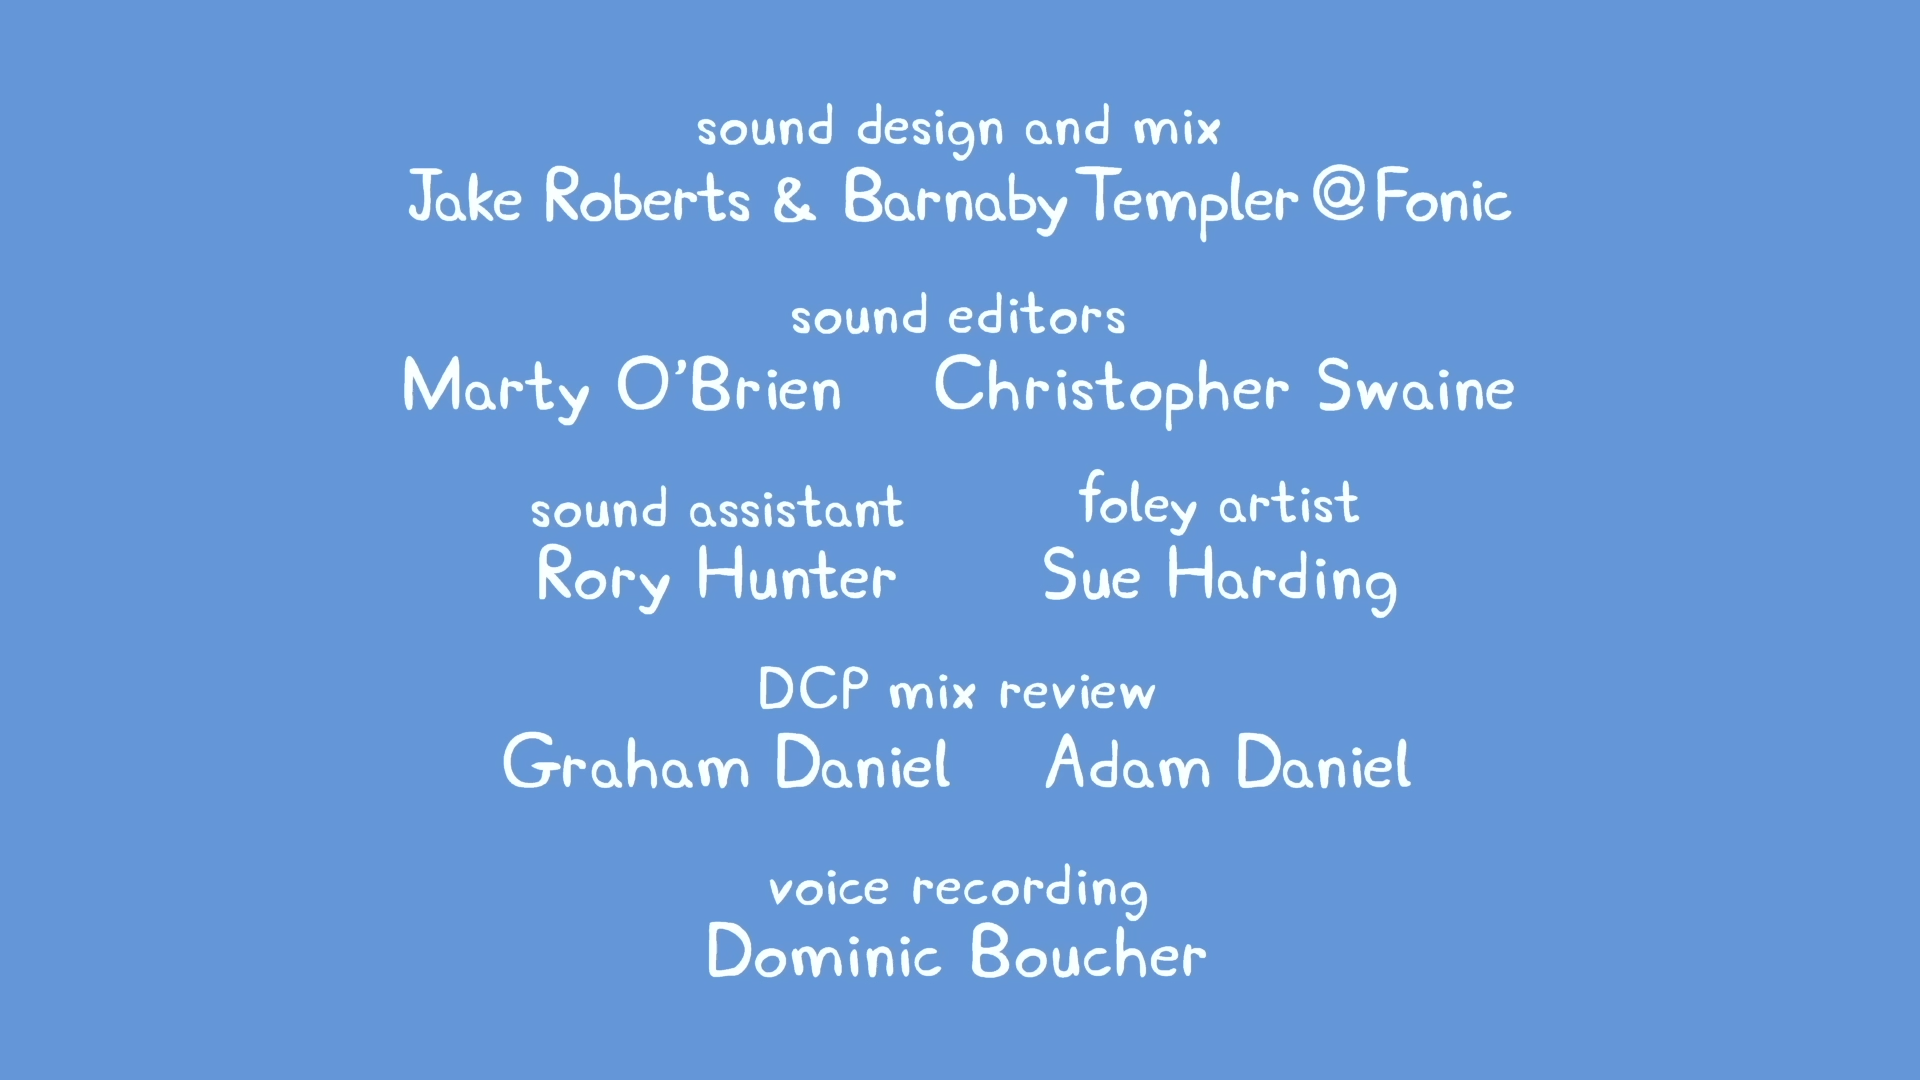 sound design and mix
Jake Roberts & Barnaby Templer @ Fonic
sound editors
Marty O'Brien Christopher Swaine
sound assistant foley artist
Rory Hunter Sue Harding
DCP mix review
Graham Daniel Adam Daniel
voice recording
Dominic Boucher